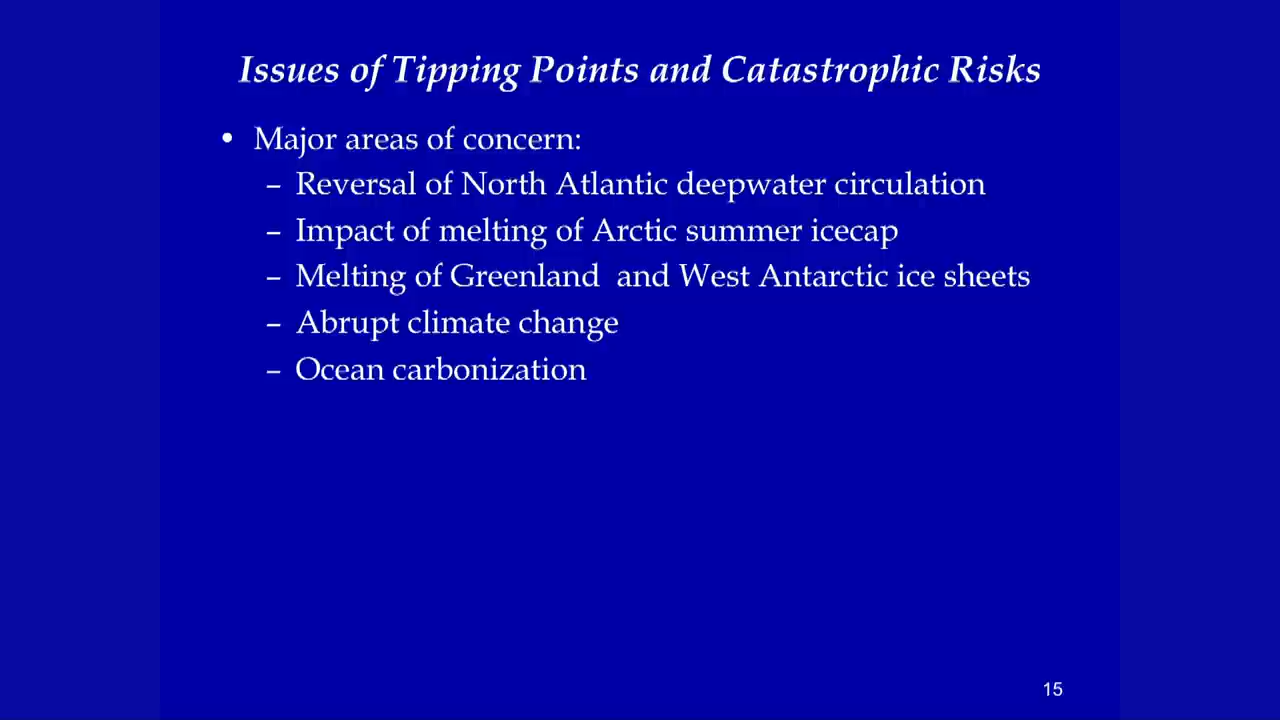 Issues of Tipping Points and Catastrophic Risks
• Major areas of concern:
– Reversal of North Atlantic deepwater circulation
– Impact of melting of Arctic summer icecap
– Melting of Greenland  and West Antarctic ice sheets
– Abrupt climate change
– Ocean carbonization
15